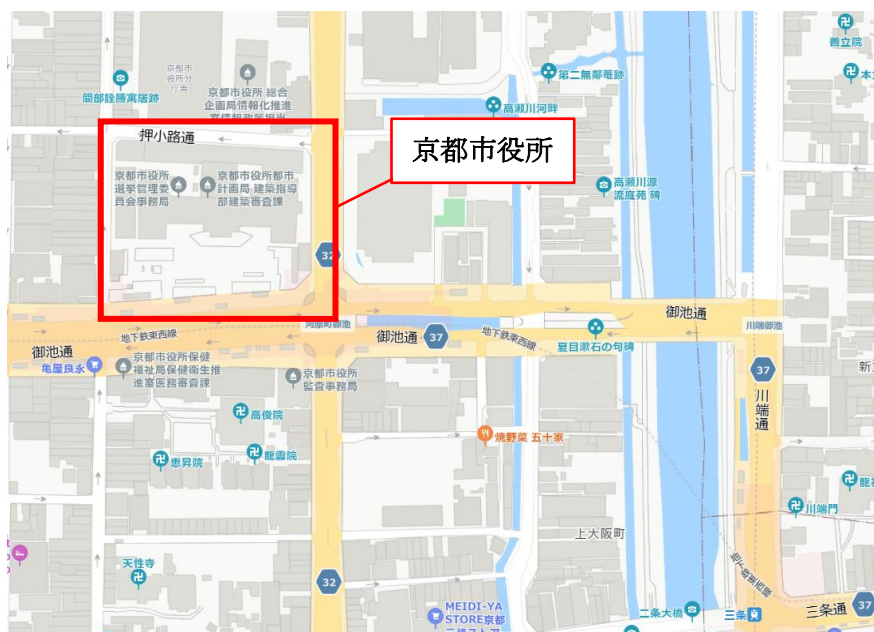 善立院
京都市
役所分
庁舎
京都市役所 総合
企画局情報化推進
間部詮勝寓居跡
第二無鄰菴跡
高瀬川河畔
押小路通
京都市役所
京都市役所
選挙管理委
員会事務局
京都市役所都市
計画局 建築指導
部建築審査課
高瀬川源
流庭苑 碑
32
御池通
川端御池
河原町御池
地下鉄東西線
御池通
37
地下鉄東西線
夏目漱石の句碑
御池通
亀屋良永
京都市役所保健
福祉局保健衛生推
進室医務審査課
京都市役所
監査事務局
37
川端通
高俊院
焼野菜 五十家
恵昇院
龍雲院
川端門
上大阪町
天性寺
地下鉄東西線
32
MEIDI-YA
STORE京都
二条大橋
三条
三条通
37